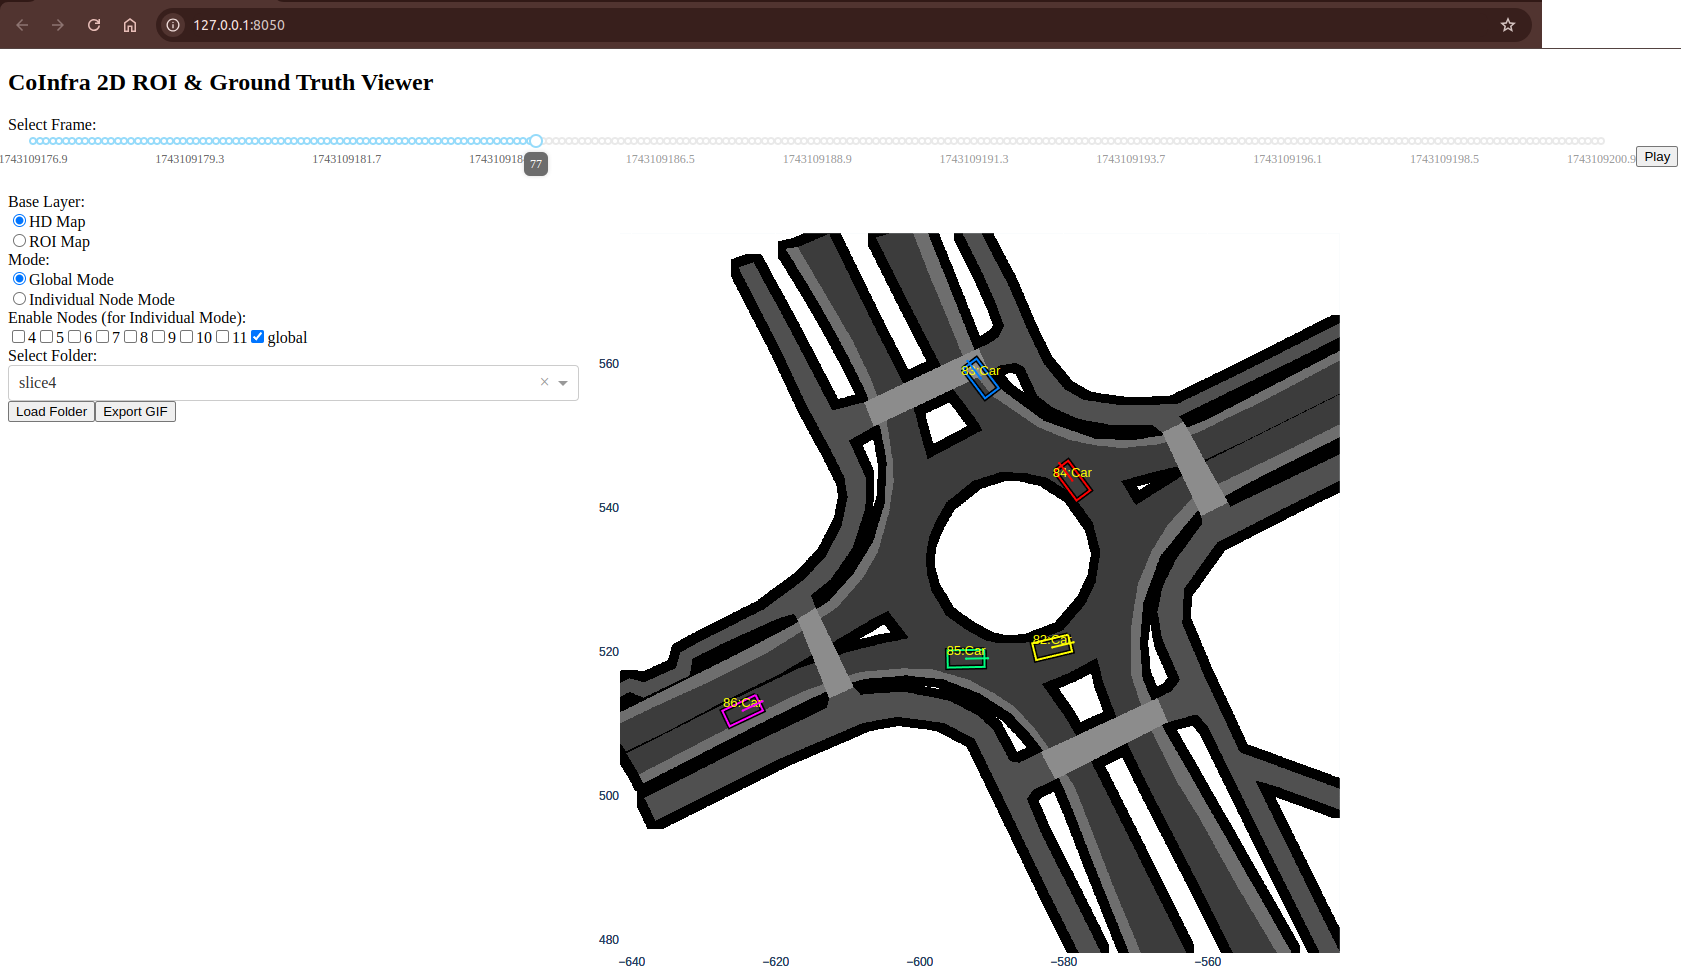 127.0.0.1:8050
CoInfra 2D ROI & Ground Truth Viewer
Select Frame:
1743109176.9 1743109179.3 1743109181.7 174310918 1743109186.5 1743109188.9 1743109191.3 1743109193.7 1743109196.1 1743109198.5 1743109200.9 Play
77
Base Layer:
HD Map
ROI Map
Mode:
Global Mode
Individual Node Mode
Enable Nodes (for Individual Mode):
4 5 6 7 8 9 10 11 global
Select Folder:
slice4 ×
Load Folder Export GIF
560
83:Car
84:Car
540
82:Car
520
85:Car
86:Car
500
480
−640 −620 −600 −580 −560